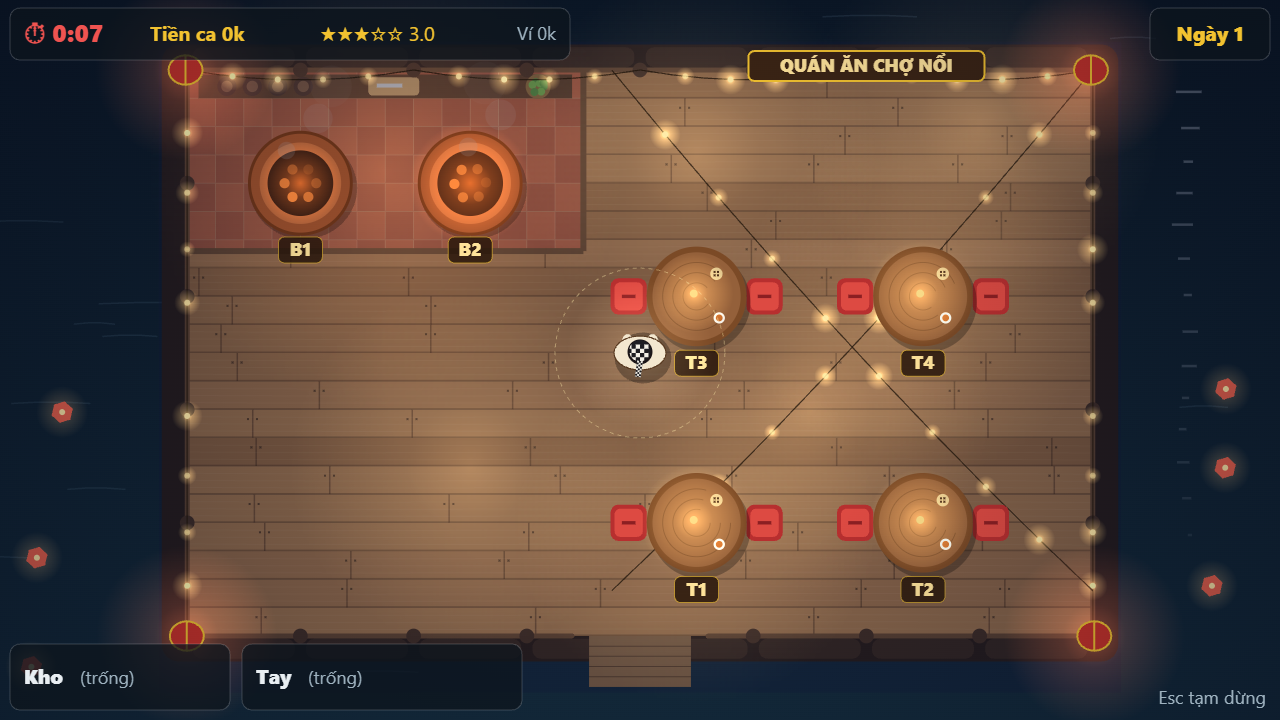 0:07
Tiền ca 0k
★★★☆☆ 3.0
Ví 0k
Ngày 1
QUÁN ĂN CHỢ NỔI
B1
B2
T3
T4
T1
T2
Kho (trống)
Tay (trống)
Esc tạm dừng